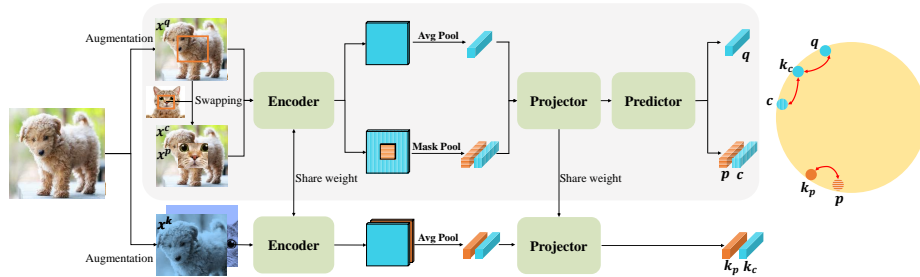 Augmentation
x^q
Swapping
x^c
x^p
Encoder
Avg Pool
Mask Pool
Projector
Predictor
q
p c
q
k_c
c
k_p
p
Share weight
Share weight
Augmentation
x^k
Encoder
Avg Pool
Projector
k_p k_c